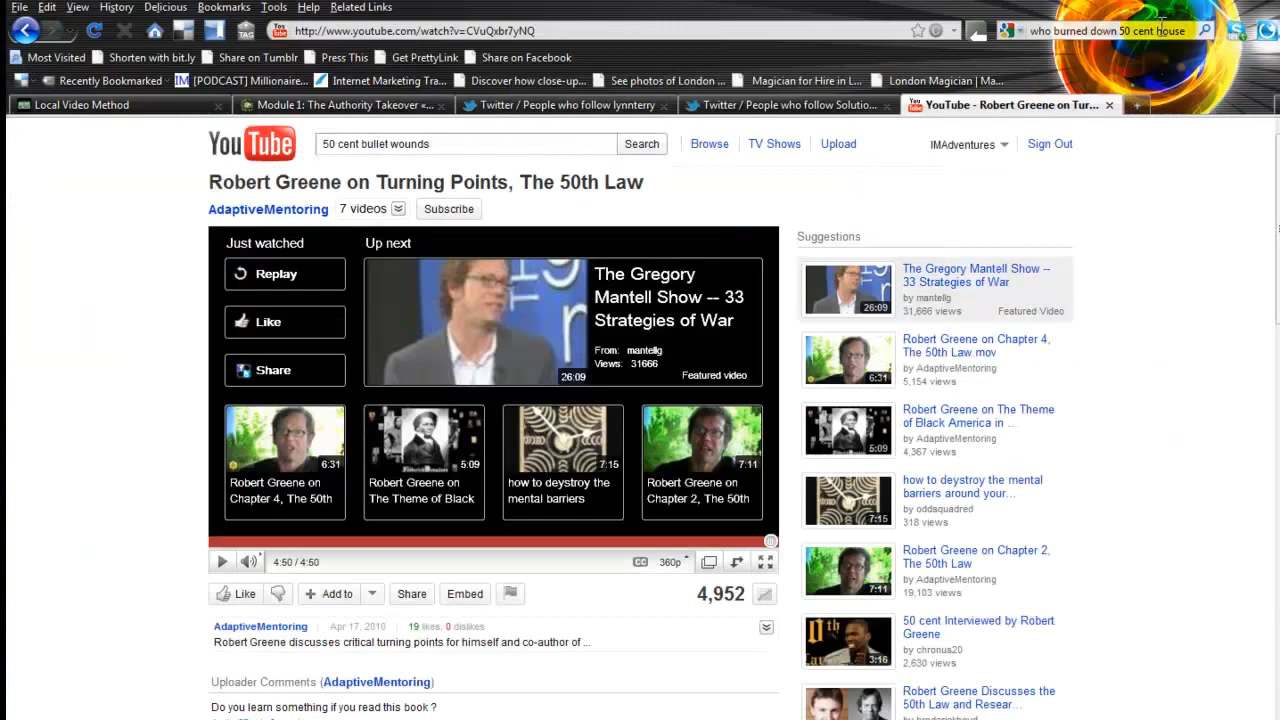 File Edit View History Delicious Bookmarks Tools Help Related Links
http://www.youtube.com/watch?v=CVuQxbr7yNQ
who burned down 50 cent house
Most Visited Shorten with bit.ly Share on Tumblr Press This Get PrettyLink Share on Facebook
Recently Bookmarked IM [PODCAST] Millionaire... Internet Marketing f... Discover how clue-up... See photos of London ... Magician for Hire in L... London Magician | Ma...
Local Video Method Module 1: The Authority Takeover «... Twitter / People who follow lynntery Twitter / People who follow Solutio... YouTube - Robert Greene on Tur...
YouTube 50 cent bullet wounds Search Browse TV Shows Upload IMAdventures Sign Out
Robert Greene on Turning Points, The 50th Law
AdaptiveMentoring 7 videos Subscribe
Just watched Up next
Replay
Like
Share
The Gregory
Mantell Show -- 33
Strategies of War
From: mantellg
Views: 31666
Featured video
26:09
6:31
Robert Greene on
Chapter 4, The 50th
5:09
Robert Greene on
The Theme of Black
7:15
how to deystroy the
mental barriers
7:11
Robert Greene on
Chapter 2, The 50th
4:50 / 4:50 CC 360p
Like Add to Share Embed 4,952
AdaptiveMentoring Apr 17, 2010 19 likes, 0 dislikes
Robert Greene discusses critical turning points for himself and co-author of ...
Uploader Comments (AdaptiveMentoring)
Do you learn something if you read this book ?
Suggestions
26:09
The Gregory Mantell Show --
33 Strategies of War
by mantellg
31,666 views Featured Video
6:31
Robert Greene on Chapter 4,
The 50th Law.mov
by AdaptiveMentoring
5,154 views
5:09
Robert Greene on The Theme
of Black America in ...
by AdaptiveMentoring
4,367 views
7:15
how to deystroy the mental
barriers around your...
by oddsquadred
318 views
7:11
Robert Greene on Chapter 2,
The 50th Law
by AdaptiveMentoring
19,103 views
3:16
50 cent Interviewed by Robert
Greene
by chronus20
2,630 views
Robert Greene Discusses the
50th Law and Resear...